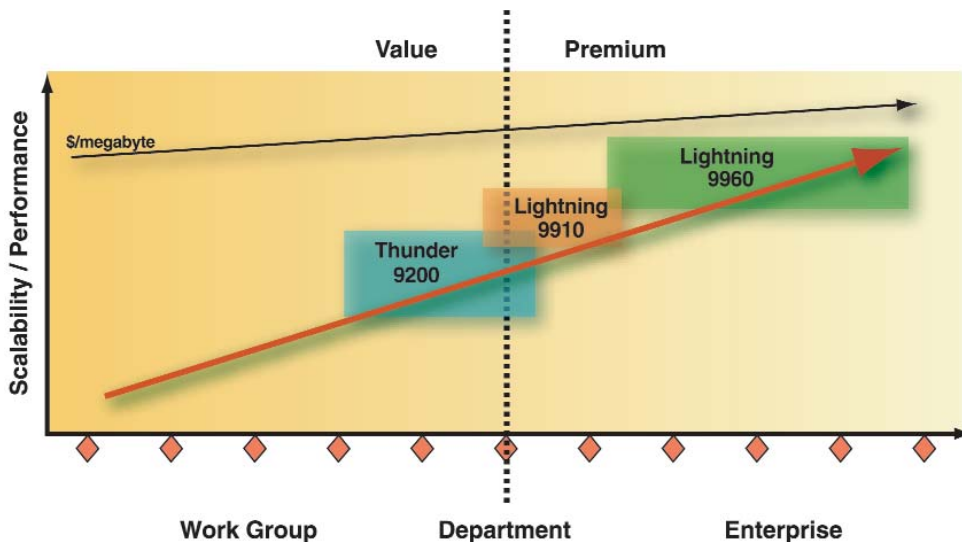 Value
Premium
$/megabyte
Lightning
9960
Lightning
9910
Thunder
9200
Scalability / Performance
Work Group
Department
Enterprise